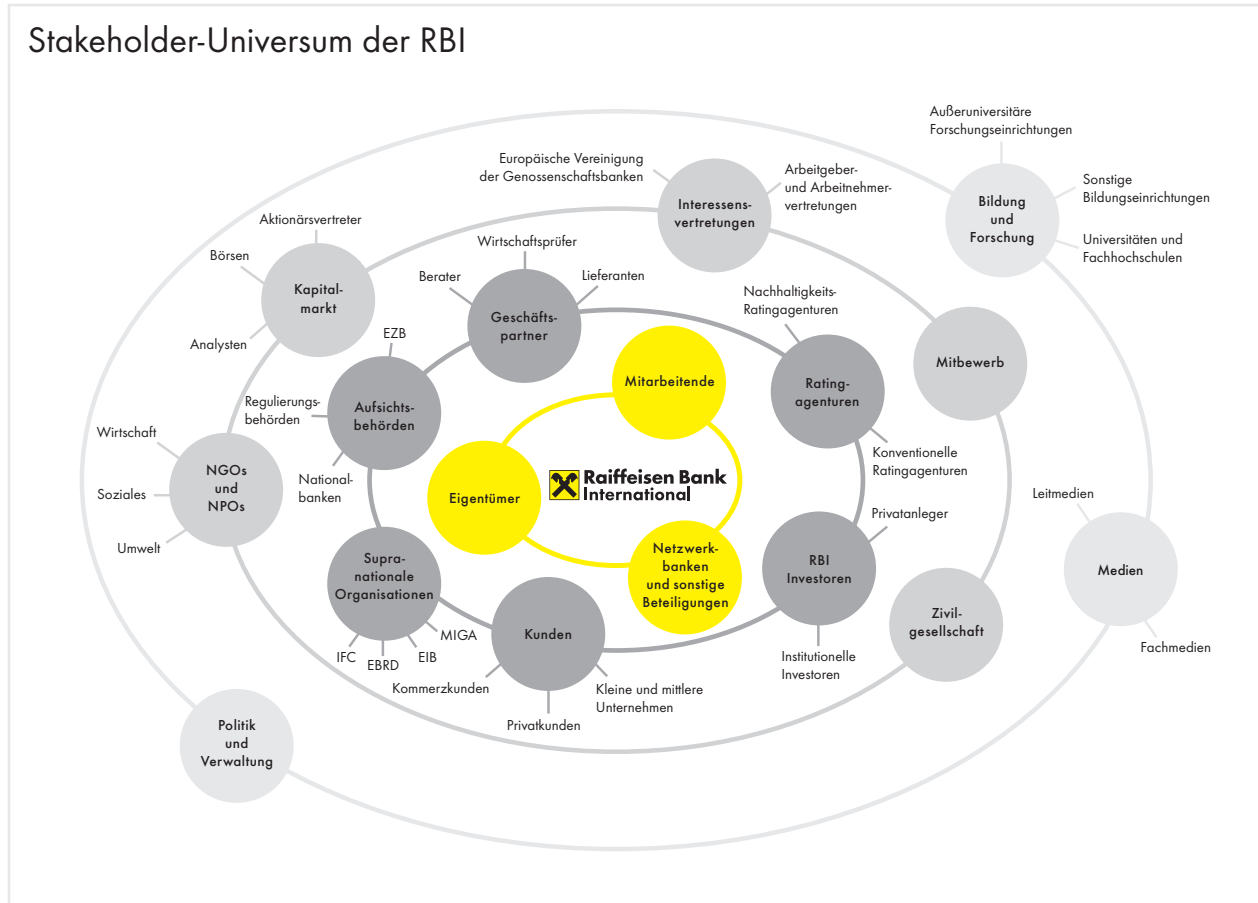 Stakeholder-Universum der RBI
Außeruniversitäre
Forschungseinrichtungen
Sonstige
Bildungseinrichtungen
Bildung
und
Forschung
Universitäten und
Fachhochschulen
Europäische Vereinigung
der Genossenschaftsbanken
Arbeitgeber-
und Arbeitnehmer-
vertretungen
Interessens-
vertretungen
Aktionärsvertreter
Börsen
Kapital-
markt
Analysten
Wirtschaftsprüfer
Berater
Lieferanten
Geschäfts-
partner
Nachhaltigkeits-
Ratingagenturen
Rating-
agenturen
Konventionelle
Ratingagenturen
Mitbewerb
EZB
Regulierungs-
behörden
Aufsichts-
behörden
National-
banken
Mitarbeitende
Eigentümer
Raiffeisen Bank
International
Netzwerk-
banken
und sonstige
Beteiligungen
Wirtschaft
Soziales
Umwelt
NGOs
und
NPOs
Supra-
nationale
Organisationen
IFC
EBRD
EIB
MIGA
Kunden
Kommerzkunden
Privatkunden
Kleine und mittlere
Unternehmen
Privatanleger
RBI
Investoren
Institutionelle
Investoren
Zivil-
gesellschaft
Leitmedien
Medien
Fachmedien
Politik
und
Verwaltung